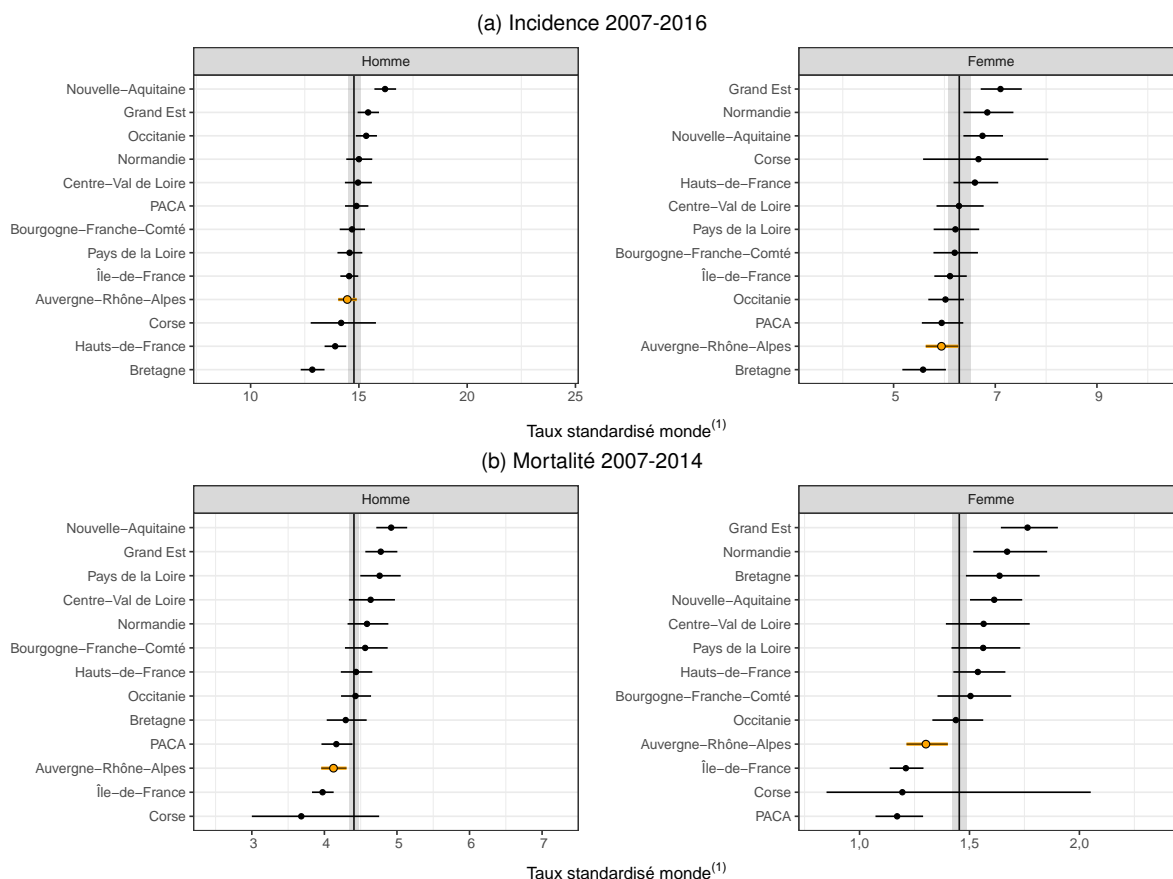 (a) Incidence 2007-2016
Homme
Nouvelle−Aquitaine
Grand Est
Occitanie
Normandie
Centre−Val de Loire
PACA
Bourgogne−Franche−Comté
Pays de la Loire
Île−de−France
Auvergne−Rhône−Alpes
Corse
Hauts−de−France
Bretagne
10 15 20 25
Femme
Grand Est
Normandie
Nouvelle−Aquitaine
Corse
Hauts−de−France
Centre−Val de Loire
Pays de la Loire
Bourgogne−Franche−Comté
Île−de−France
Occitanie
PACA
Auvergne−Rhône−Alpes
Bretagne
5 7 9
Taux standardisé monde(1)
(b) Mortalité 2007-2014
Homme
Nouvelle−Aquitaine
Grand Est
Pays de la Loire
Centre−Val de Loire
Normandie
Bourgogne−Franche−Comté
Hauts−de−France
Occitanie
Bretagne
PACA
Auvergne−Rhône−Alpes
Île−de−France
Corse
3 4 5 6 7
Femme
Grand Est
Normandie
Bretagne
Nouvelle−Aquitaine
Centre−Val de Loire
Pays de la Loire
Hauts−de−France
Bourgogne−Franche−Comté
Occitanie
Auvergne−Rhône−Alpes
Île−de−France
Corse
PACA
1,0 1,5 2,0
Taux standardisé monde(1)